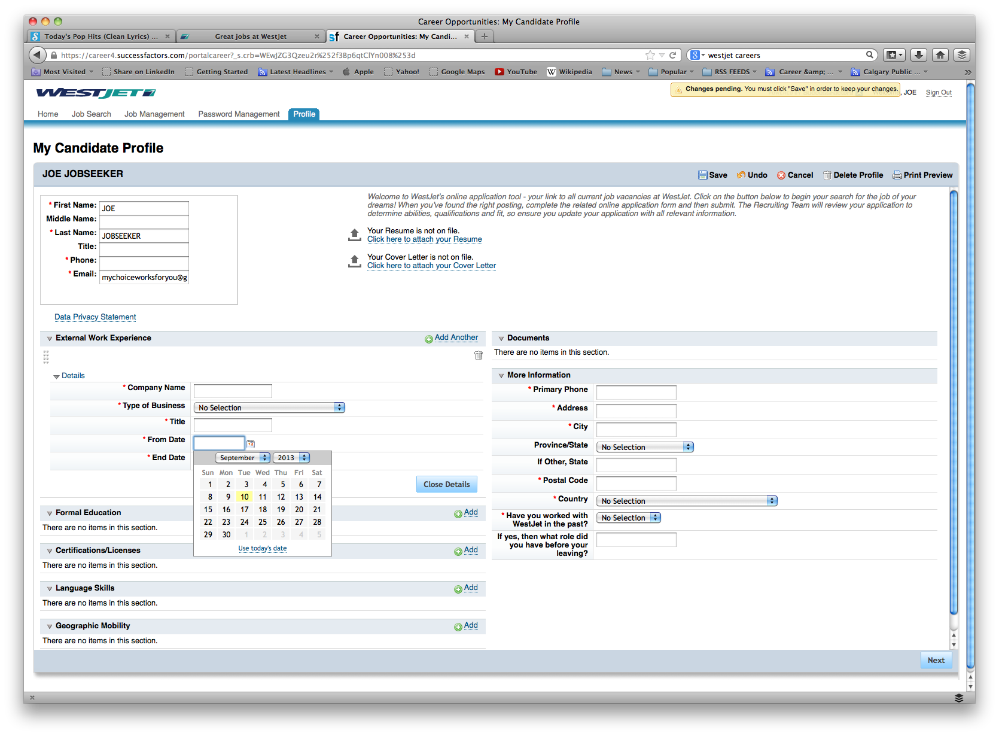 Career Opportunities: My Candidate Profile
Today's Pop Hits (Clean Lyrics) ...
Great jobs at WestJet
sf Career Opportunities: My Candi...
https://career4.successfactors.com/portalcareer?_s.crb=WEwJZG3Qzeu2r%252f3Bp6qtClYn008%253d
westjet careers
Most Visited
Share on LinkedIn
Getting Started
Latest Headlines
Apple
Yahoo!
Google Maps
YouTube
Wikipedia
News
Popular
RSS FEEDS
Career &amp; ...
Calgary Public ...
WESTJET
Changes pending. You must click "Save" in order to keep your changes.
, JOE
Sign Out
Home
Job Search
Job Management
Password Management
Profile
My Candidate Profile
JOE JOBSEEKER
Save
Undo
Cancel
Delete Profile
Print Preview
* First Name: JOE
Middle Name:
* Last Name: JOBSEEKER
Title:
* Phone:
* Email: mychoiceworksforyou@g
Data Privacy Statement
Welcome to WestJet's online application tool - your link to all current job vacancies at WestJet. Click on the button below to begin your search for the job of your
dreams! When you've found the right posting, complete the related online application form and then submit. The Recruiting Team will review your application to
determine abilities, qualifications and fit, so ensure you update your application with all relevant information.
Your Resume is not on file.
Click here to attach your Resume
Your Cover Letter is not on file.
Click here to attach your Cover Letter
External Work Experience
Add Another
Details
* Company Name
* Type of Business No Selection
* Title
* From Date
12
* End Date
September 2013
Sun Mon Tue Wed Thu Fri Sat
1 2 3 4 5 6 7
8 9 10 11 12 13 14
15 16 17 18 19 20 21
22 23 24 25 26 27 28
29 30 1 2 3 4 5
Use today's date
Close Details
Formal Education
Add
There are no items in this section.
Certifications/Licenses
Add
There are no items in this section.
Language Skills
Add
There are no items in this section.
Geographic Mobility
Add
There are no items in this section.
Documents
There are no items in this section.
More Information
* Primary Phone
* Address
* City
Province/State No Selection
If Other, State
* Postal Code
* Country No Selection
* Have you worked with
WestJet in the past? No Selection
If yes, then what role did
you have before your
leaving?
Next